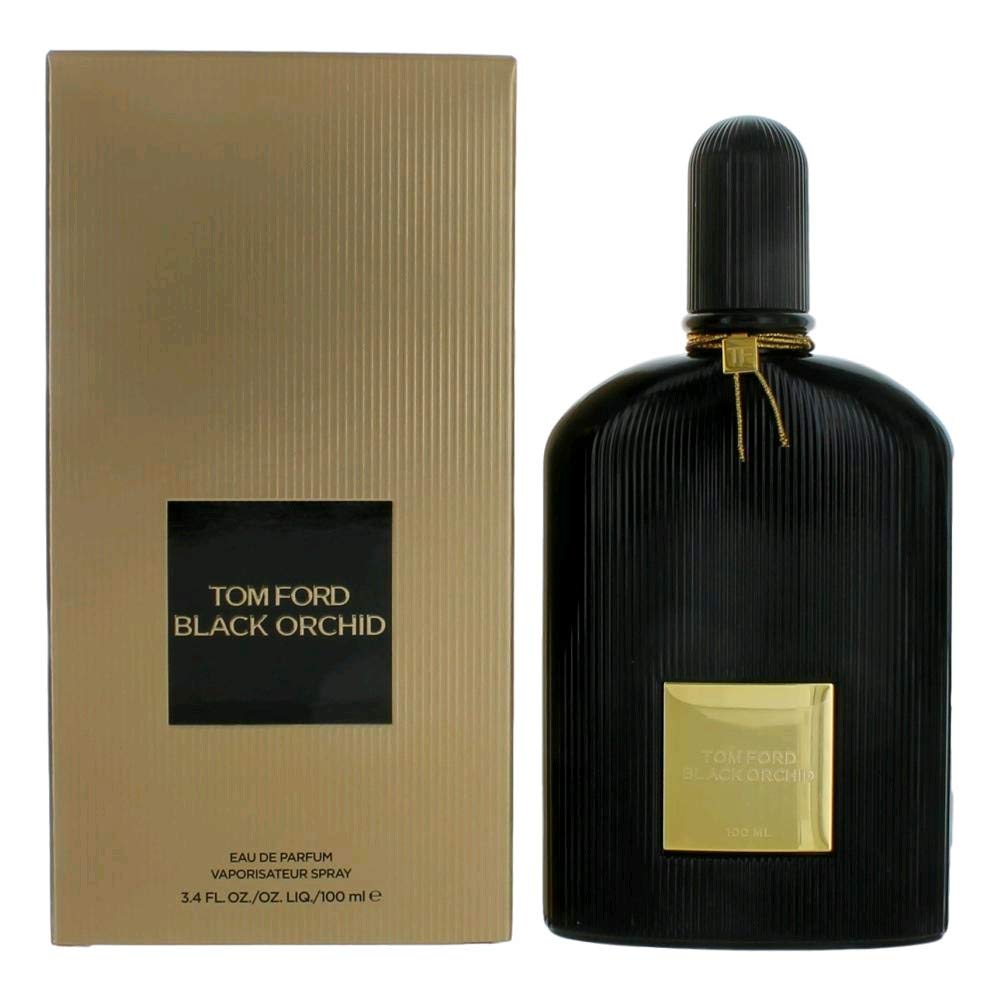 TOM FORD
BLACK ORCHID
EAU DE PARFUM
VAPORISATEUR SPRAY
3.4 FL. OZ./OZ. LIQ./100 ml ℮
TF
TOM FORD
BLACK ORCHID
100 ML